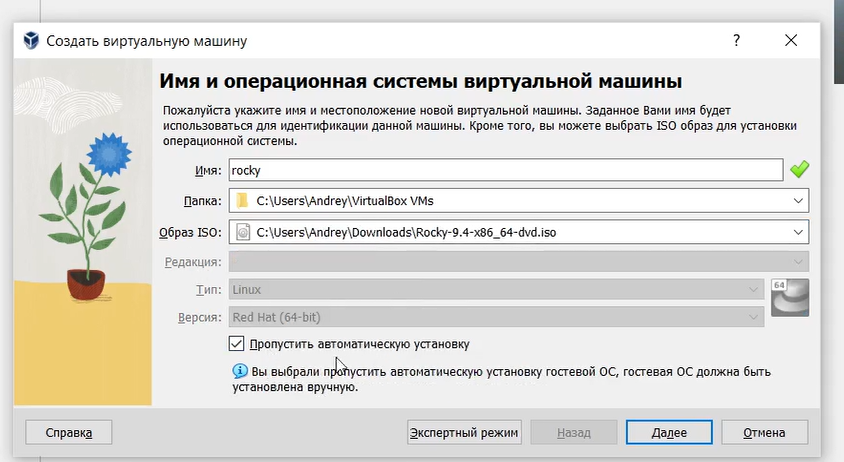 Создать виртуальную машину
?
Имя и операционная системы виртуальной машины
Пожалуйста укажите имя и местоположение новой виртуальной машины. Заданное Вами имя будет
использоваться для идентификации данной машины. Кроме того, вы можете выбрать ISO образ для установки
операционной системы.
Имя: rocky
Папка: C:\Users\Andrey\VirtualBox VMs
Образ ISO: C:\Users\Andrey\Downloads\Rocky-9.4-x86_64-dvd.iso
Редакция:
Тип: Linux
64
Версия: Red Hat (64-bit)
Пропустить автоматическую установку
Вы выбрали пропустить автоматическую установку гостевой ОС, гостевая ОС должна быть
установлена вручную.
Справка Экспертный режим Назад Далее Отмена